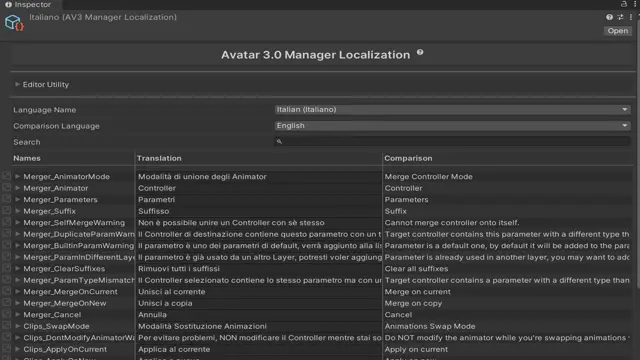 Inspector
Italiano (AV3 Manager Localization)
Open
Avatar 3.0 Manager Localization
Editor Utility
Language Name Italian (Italiano)
Comparison Language English
Search
Names Translation Comparison
Merger_AnimatorMode Modalità di unione degli Animator Merge Controller Mode
Merger_Animator Controller Controller
Merger_Parameters Parametri Parameters
Merger_Suffix Suffisso Suffix
Merger_SelfMergeWarning Non è possibile unire un Controller con sè stesso Cannot merge controller onto itself.
Merger_DuplicateParamWarn Il Controller di destinazione contiene questo parametro con un t Target controller contains this parameter with a different type th
Merger_BuiltinParamWarning Il parametro è uno dei parametri di default, verrà aggiunto alla lis Parameter is a default one, by default it will be added to the para
Merger_ParamInDifferentLaye Il parametro è già usato da un altro Layer, potresti voler aggiung Parameter is already used in another layer, you may want to add
Merger_ClearSuffixes Rimuovi tutti i suffissi Clear all suffixes
Merger_ParamTypeMismatch Il Controller selezionato contiene lo stesso parametro ma con un Target controller contains a parameter with a different type than
Merger_MergeOnCurrent Unisci al corrente Merge on current
Merger_MergeOnNew Unisci a copia Merge on copy
Merger_Cancel Annulla Cancel
Clips_SwapMode Modalità Sostituzione Animazioni Animations Swap Mode
Clips_DontModifyAnimatorWa Per evitare problemi, NON modificare il Controller mentre stai so Do NOT modify the animator while you're swapping animations
Clips_ApplyOnCurrent Applica al corrente Apply on current